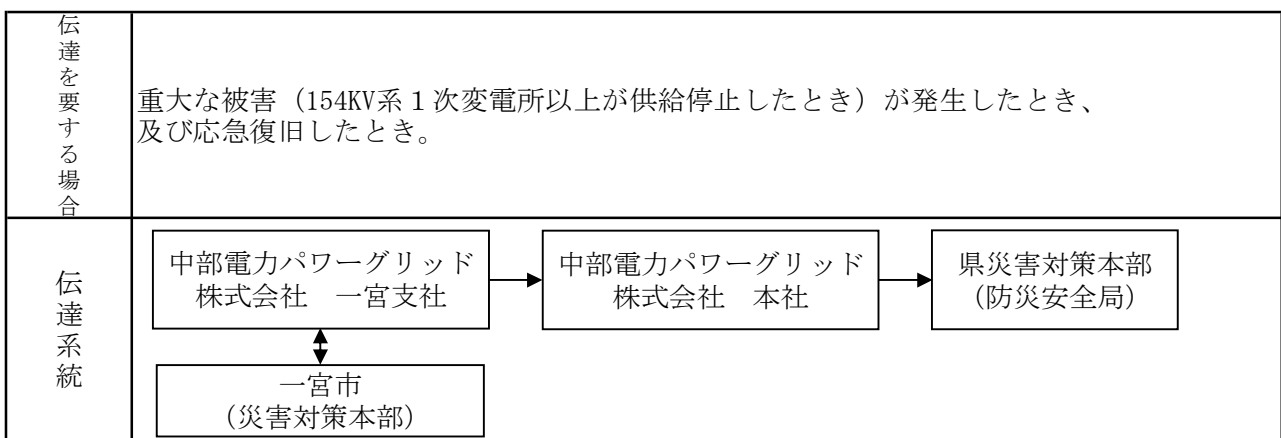 伝達を要する場合
重大な被害（154KV系１次変電所以上が供給停止したとき）が発生したとき、
及び応急復旧したとき。
伝達系統
中部電力パワーグリッド
株式会社　一宮支社
中部電力パワーグリッド
株式会社　本社
県災害対策本部
（防災安全局）
一宮市
（災害対策本部）